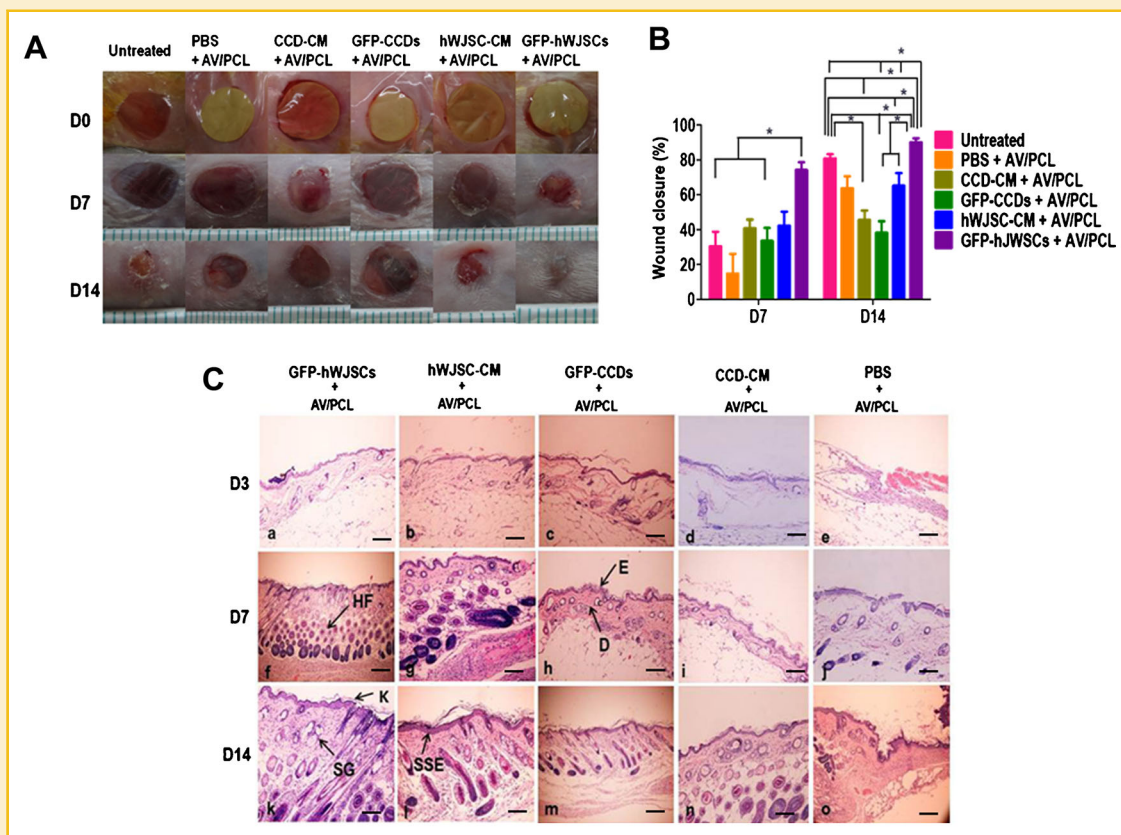 A
Untreated
PBS
+ AV/PCL
CCD-CM
+ AV/PCL
GFP-CCDs
+ AV/PCL
hWJSC-CM
+ AV/PCL
GFP-hWJSCs
+ AV/PCL
D0
D7
D14
B
Wound closure (%)
100
80
60
40
20
0
*
*
*
*
*
*
*
D7
D14
Untreated
PBS + AV/PCL
CCD-CM + AV/PCL
GFP-CCDs + AV/PCL
hWJSC-CM + AV/PCL
GFP-hJWSCs + AV/PCL
C
GFP-hWJSCs
+
AV/PCL
hWJSC-CM
+
AV/PCL
GFP-CCDs
+
AV/PCL
CCD-CM
+
AV/PCL
PBS
+
AV/PCL
D3
a
b
c
d
e
D7
HF
E
D
f
g
h
i
j
D14
K
SG
SSE
k
l
m
n
o